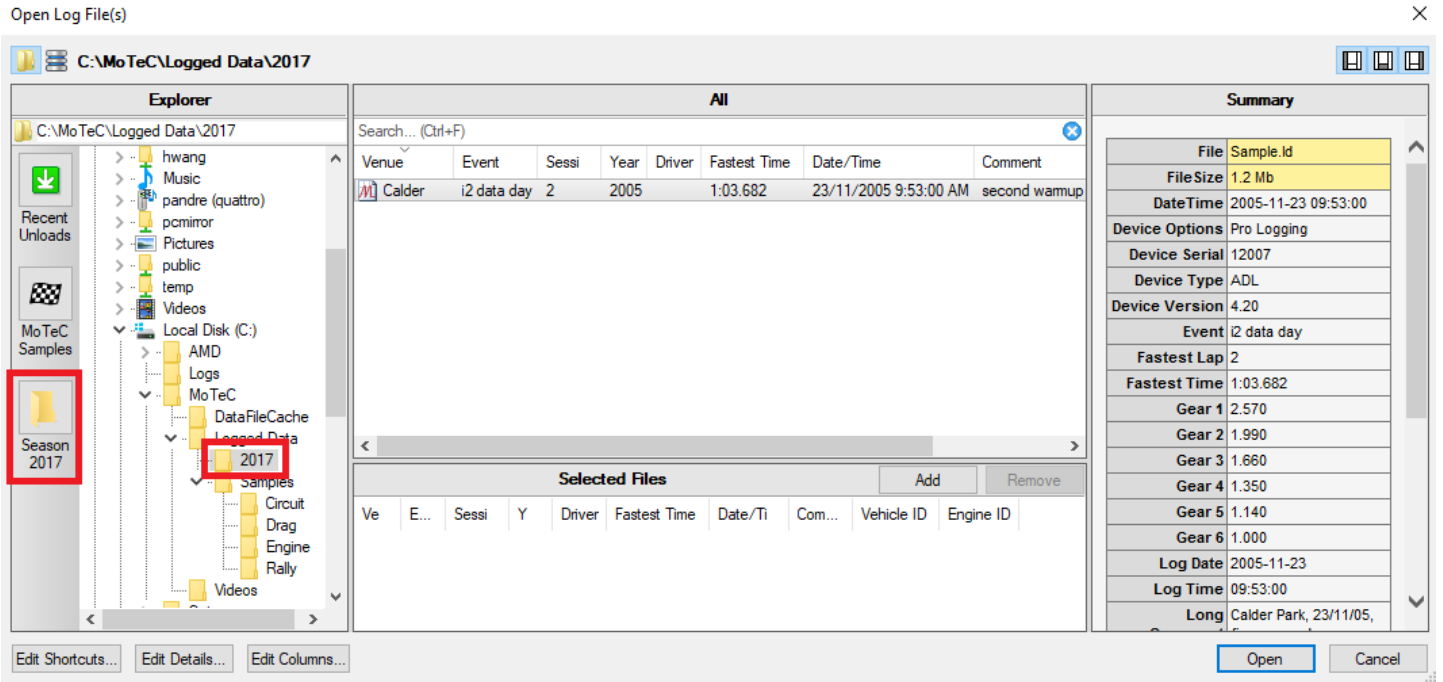 Open Log File(s)
C:\MoTeC\Logged Data\2017
Explorer
C:\MoTeC\Logged Data\2017
Recent
Unloads
MoTeC
Samples
Season
2017
hwang
Music
pandre (quattro)
pcmirror
Pictures
public
temp
Videos
Local Disk (C:)
AMD
Logs
MoTeC
DataFileCache
Logged Data
2017
Samples
Circuit
Drag
Engine
Rally
Videos
All
Search... (Ctrl+F)
Venue Event Sessi Year Driver Fastest Time Date/Time Comment
Calder i2 data day 2 2005 1:03.682 23/11/2005 9:53:00 AM second warmup
Selected Files Add Remove
Ve E... Sessi Y Driver Fastest Time Date/Ti Com... Vehicle ID Engine ID
Summary
File Sample.ld
FileSize 1.2 Mb
DateTime 2005-11-23 09:53:00
Device Options Pro Logging
Device Serial 12007
Device Type ADL
Device Version 4.20
Event i2 data day
Fastest Lap 2
Fastest Time 1:03.682
Gear 1 2.570
Gear 2 1.990
Gear 3 1.660
Gear 4 1.350
Gear 5 1.140
Gear 6 1.000
Log Date 2005-11-23
Log Time 09:53:00
Long Calder Park, 23/11/05,
Edit Shortcuts... Edit Details... Edit Columns... Open Cancel